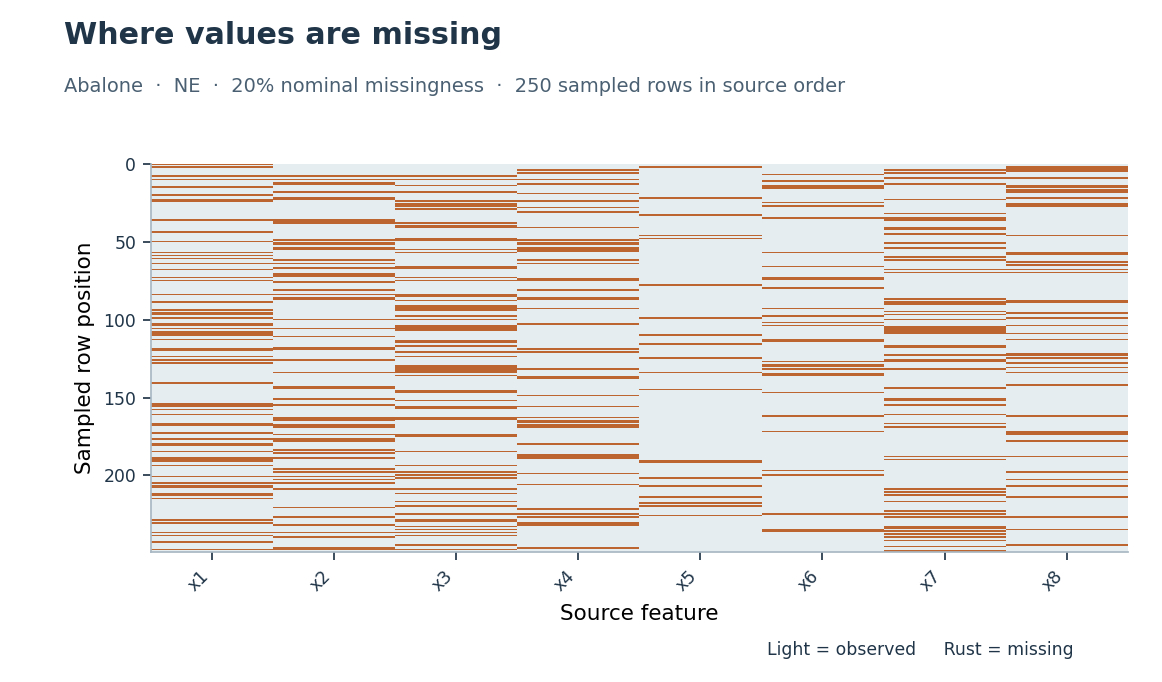 Where values are missing
Abalone · NE · 20% nominal missingness · 250 sampled rows in source order
0
50
100
150
200
Sampled row position
x1 x2 x3 x4 x5 x6 x7 x8
Source feature
Light = observed Rust = missing